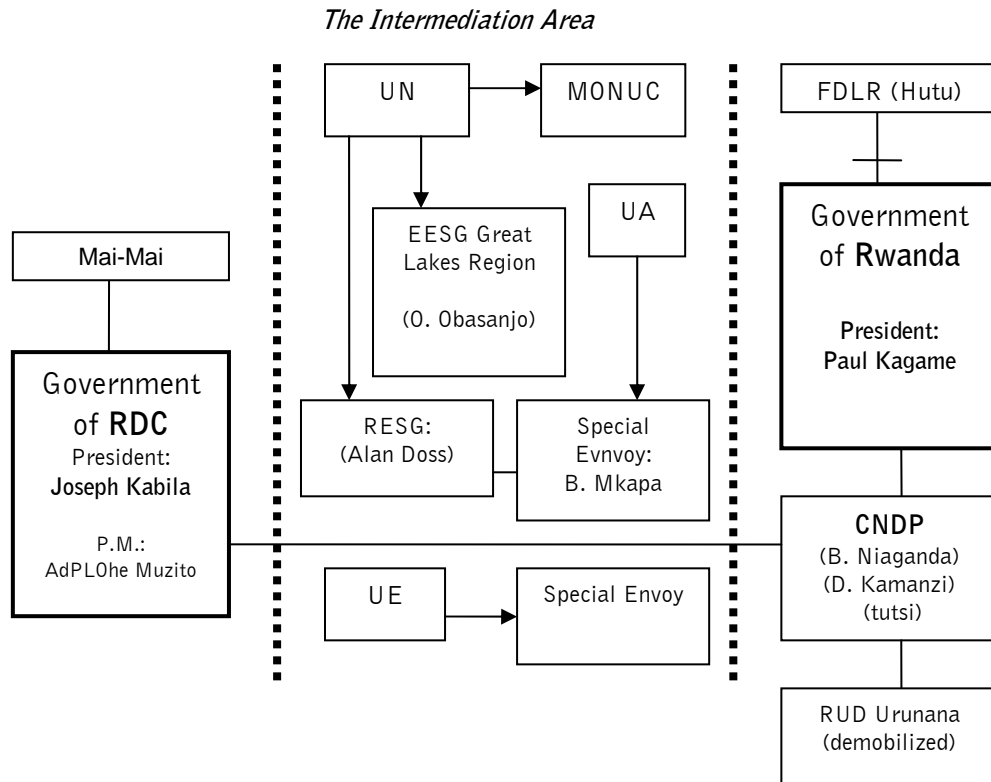 The Intermediation Area
UN
MONUC
FDLR (Hutu)
UA
EESG Great
Lakes Region
(O. Obasanjo)
Government
of Rwanda
President:
Paul Kagame
Mai-Mai
Government
of RDC
President:
Joseph Kabila
P.M.:
AdPLOhe Muzito
RESG:
(Alan Doss)
Special
Evnvoy:
B. Mkapa
CNDP
(B. Niaganda)
(D. Kamanzi)
(tutsi)
UE
Special Envoy
RUD Urunana
(demobilized)